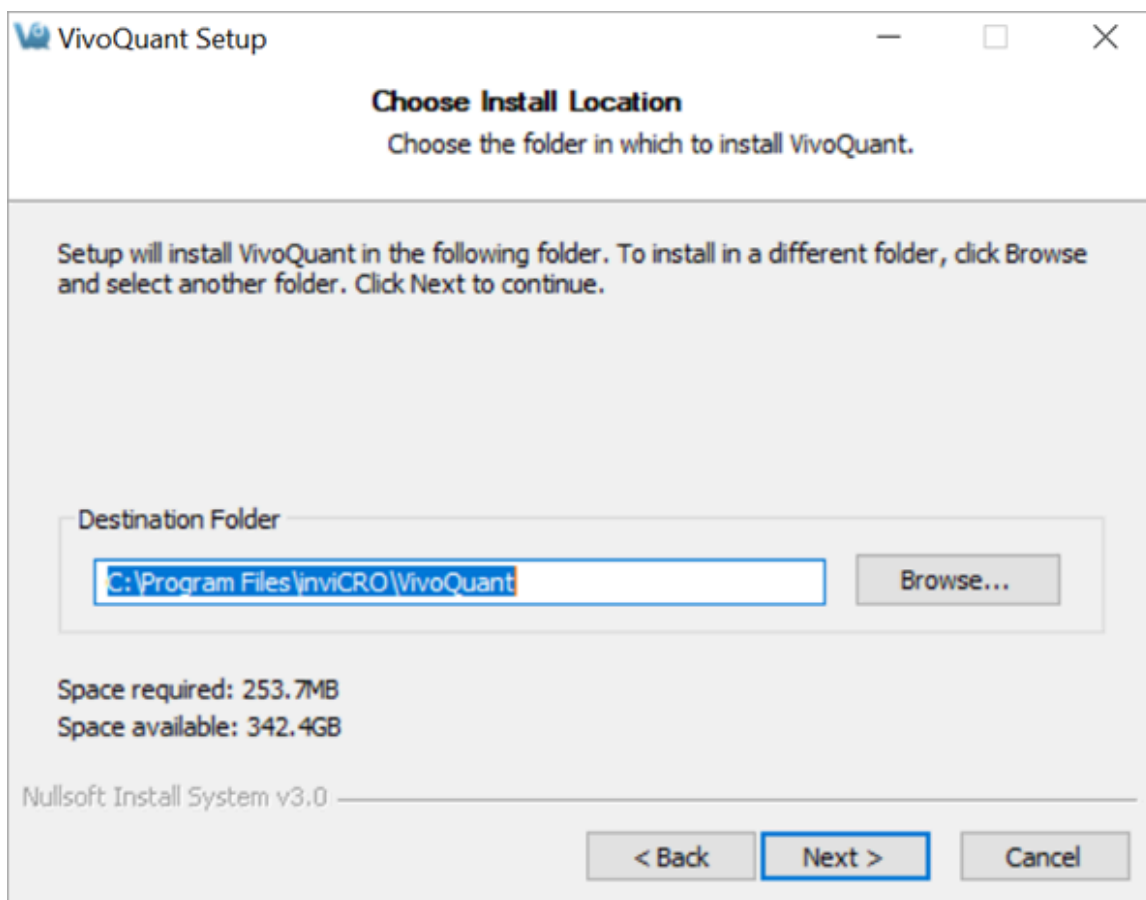 VivoQuant Setup
Choose Install Location
Choose the folder in which to install VivoQuant.
Setup will install VivoQuant in the following folder. To install in a different folder, click Browse
and select another folder. Click Next to continue.
Destination Folder
C:\Program Files\inviCRO\VivoQuant
Browse...
Space required: 253.7MB
Space available: 342.4GB
Nullsoft Install System v3.0
< Back
Next >
Cancel